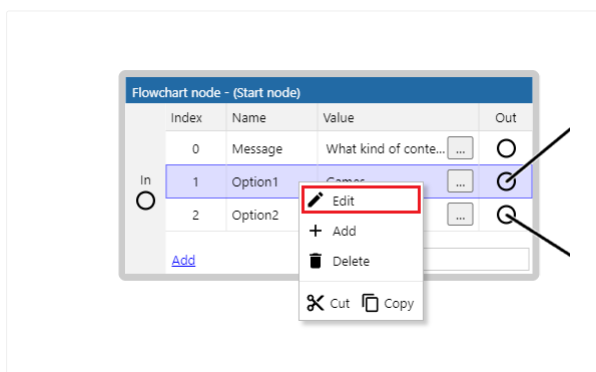 Flowchart node - (Start node)
Index Name Value Out
0 Message What kind of conte... ...
In
1 Option1 Games ...
2 Option2 ...
Add
Edit
Add
Delete
Cut Copy